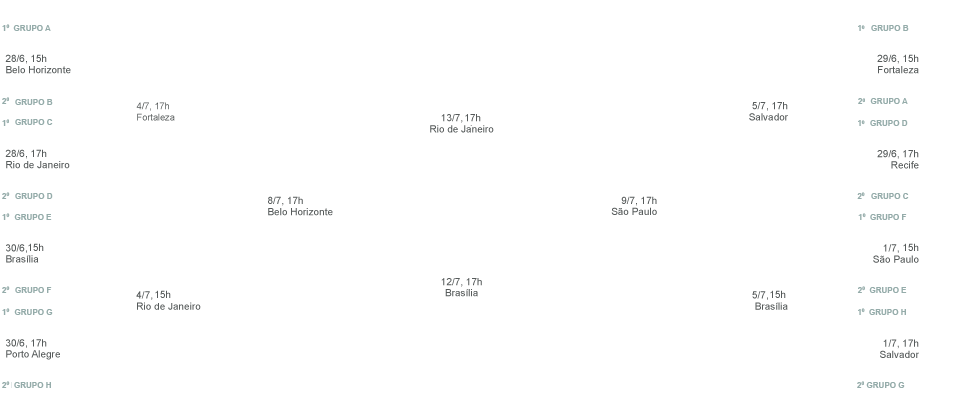 1º GRUPO A
28/6, 15h
Belo Horizonte
2º GRUPO B
1º GRUPO C
28/6, 17h
Rio de Janeiro
2º GRUPO D
1º GRUPO E
30/6,15h
Brasília
2º GRUPO F
1º GRUPO G
30/6, 17h
Porto Alegre
2º GRUPO H
4/7, 17h
Fortaleza
4/7, 15h
Rio de Janeiro
8/7, 17h
Belo Horizonte
13/7, 17h
Rio de Janeiro
12/7, 17h
Brasília
9/7, 17h
São Paulo
5/7, 17h
Salvador
5/7,15h
Brasília
1º GRUPO B
29/6, 15h
Fortaleza
2º GRUPO A
1º GRUPO D
29/6, 17h
Recife
2º GRUPO C
1º GRUPO F
1/7, 15h
São Paulo
2º GRUPO E
1º GRUPO H
1/7, 17h
Salvador
2º GRUPO G